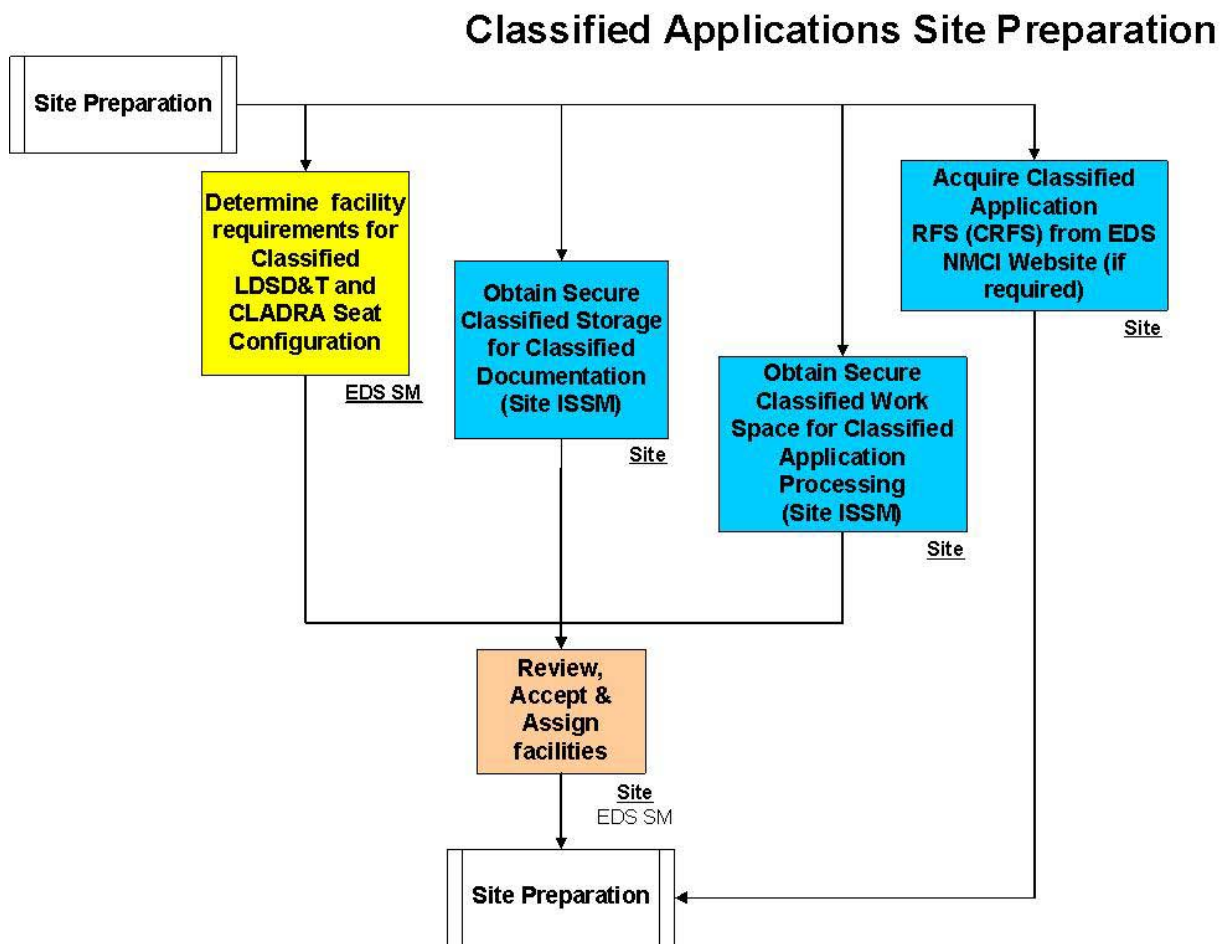 Classified Applications Site Preparation
Site Preparation
Determine facility
requirements for
Classified
LDSD&T and
CLADRA Seat
Configuration
EDS SM
Obtain Secure
Classified Storage
for Classified
Documentation
(Site ISSM)
Site
Obtain Secure
Classified Work
Space for Classified
Application
Processing
(Site ISSM)
Site
Acquire Classified
Application
RFS (CRFS) from EDS
NMCI Website (if
required)
Site
Review,
Accept &
Assign
facilities
Site
EDS SM
Site Preparation